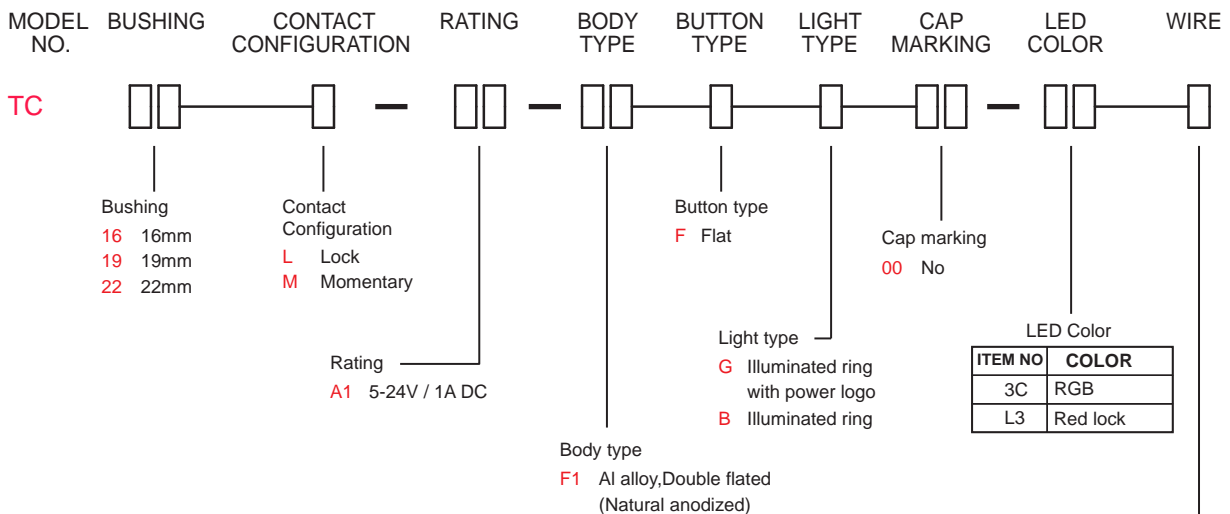 MODEL NO. BUSHING CONTACT CONFIGURATION RATING BODY TYPE BUTTON TYPE LIGHT TYPE CAP MARKING LED COLOR WIRE
TC
Bushing
16 16mm
19 19mm
22 22mm
Contact
Configuration
L Lock
M Momentary
Rating
A1 5-24V / 1A DC
Body type
F1 Al alloy,Double flated
(Natural anodized)
Button type
F Flat
Light type
G Illuminated ring
with power logo
B Illuminated ring
Cap marking
00 No
LED Color
ITEM NO COLOR
3C RGB
L3 Red lock